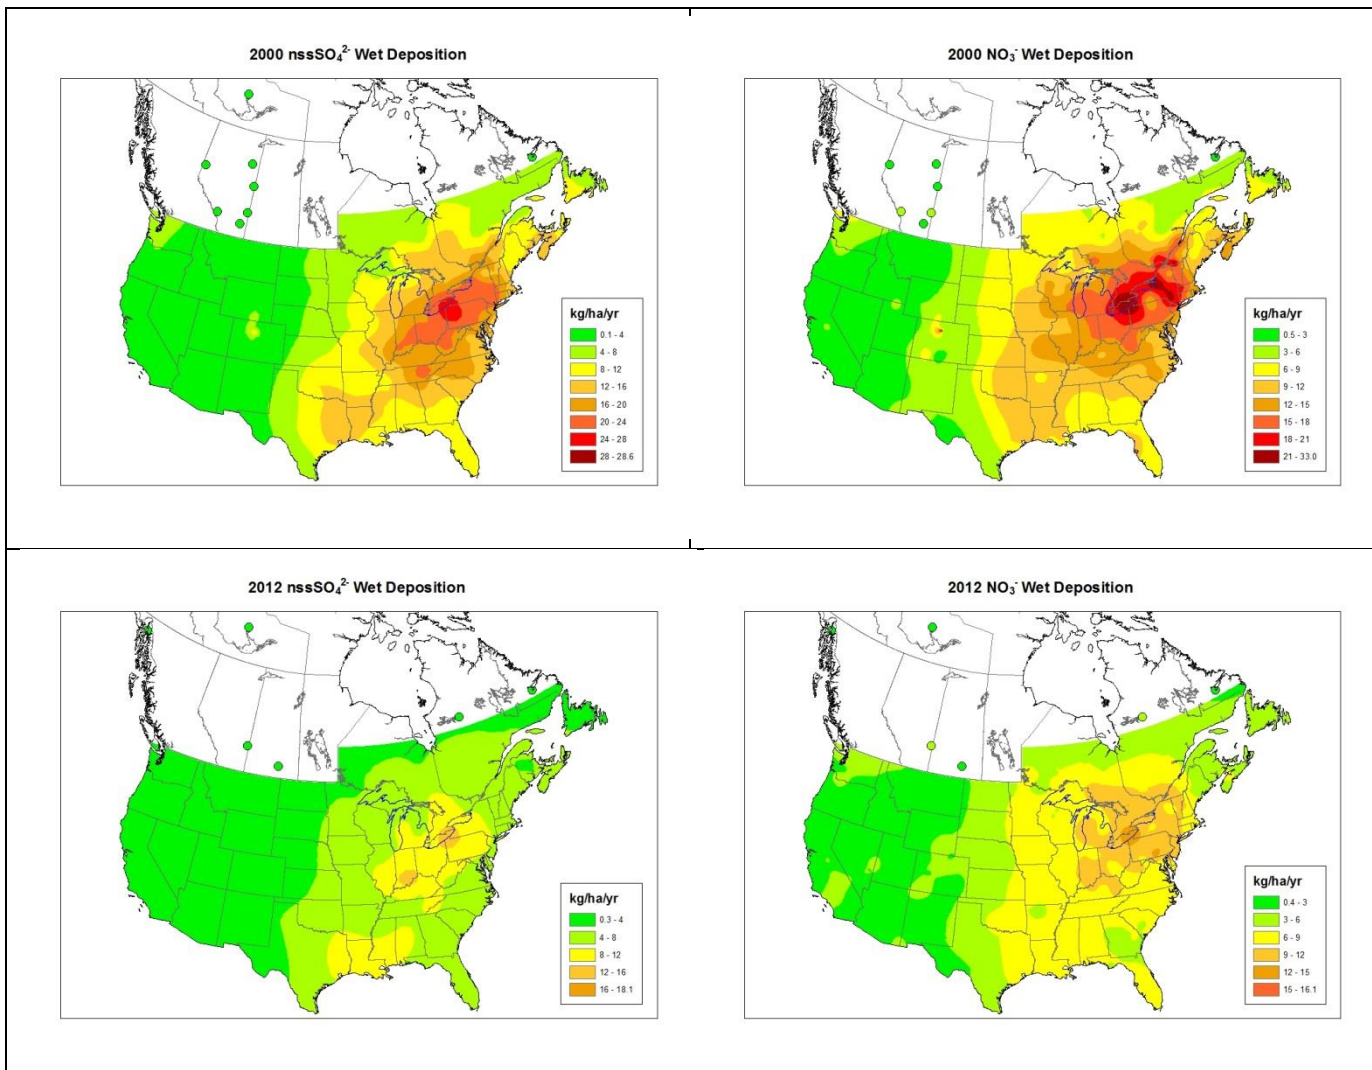 2000 nssSO₄²⁻ Wet Deposition
kg/ha/yr
0.1 - 4
4 - 8
8 - 12
12 - 16
16 - 20
20 - 24
24 - 28
28 - 28.6
2000 NO₃⁻ Wet Deposition
kg/ha/yr
0.5 - 3
3 - 6
6 - 9
9 - 12
12 - 15
15 - 18
18 - 21
21 - 33.0
2012 nssSO₄²⁻ Wet Deposition
kg/ha/yr
0.3 - 4
4 - 8
8 - 12
12 - 16
16 - 18.1
2012 NO₃⁻ Wet Deposition
kg/ha/yr
0.4 - 3
3 - 6
6 - 9
9 - 12
12 - 15
15 - 16.1